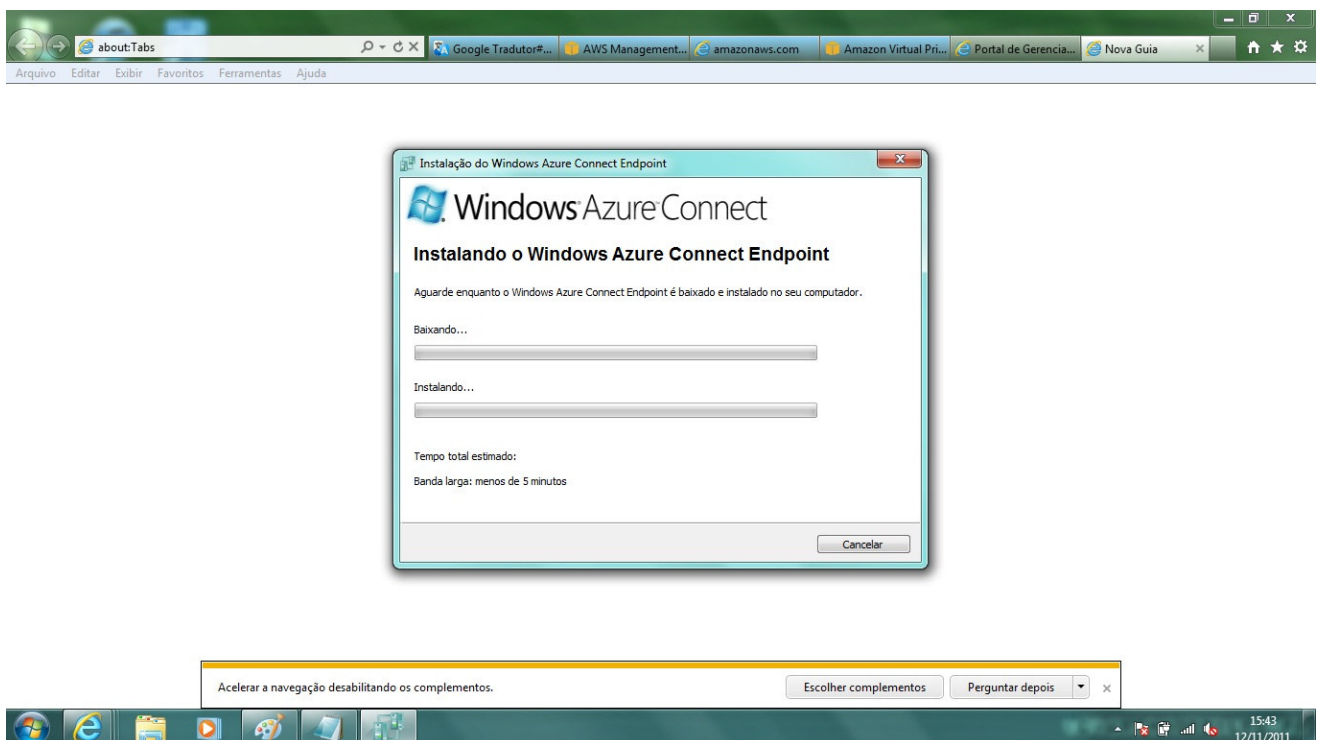 about:Tabs
Google Tradutor#...
AWS Management...
amazonaws.com
Amazon Virtual Pri...
Portal de Gerencia...
Nova Guia
Arquivo Editar Exibir Favoritos Ferramentas Ajuda
Instalação do Windows Azure Connect Endpoint
Windows Azure Connect
Instalando o Windows Azure Connect Endpoint
Aguarde enquanto o Windows Azure Connect Endpoint é baixado e instalado no seu computador.
Baixando...
Instalando...
Tempo total estimado:
Banda larga: menos de 5 minutos
Cancelar
Acelerar a navegação desabilitando os complementos.
Escolher complementos
Perguntar depois
15:43
12/11/2011